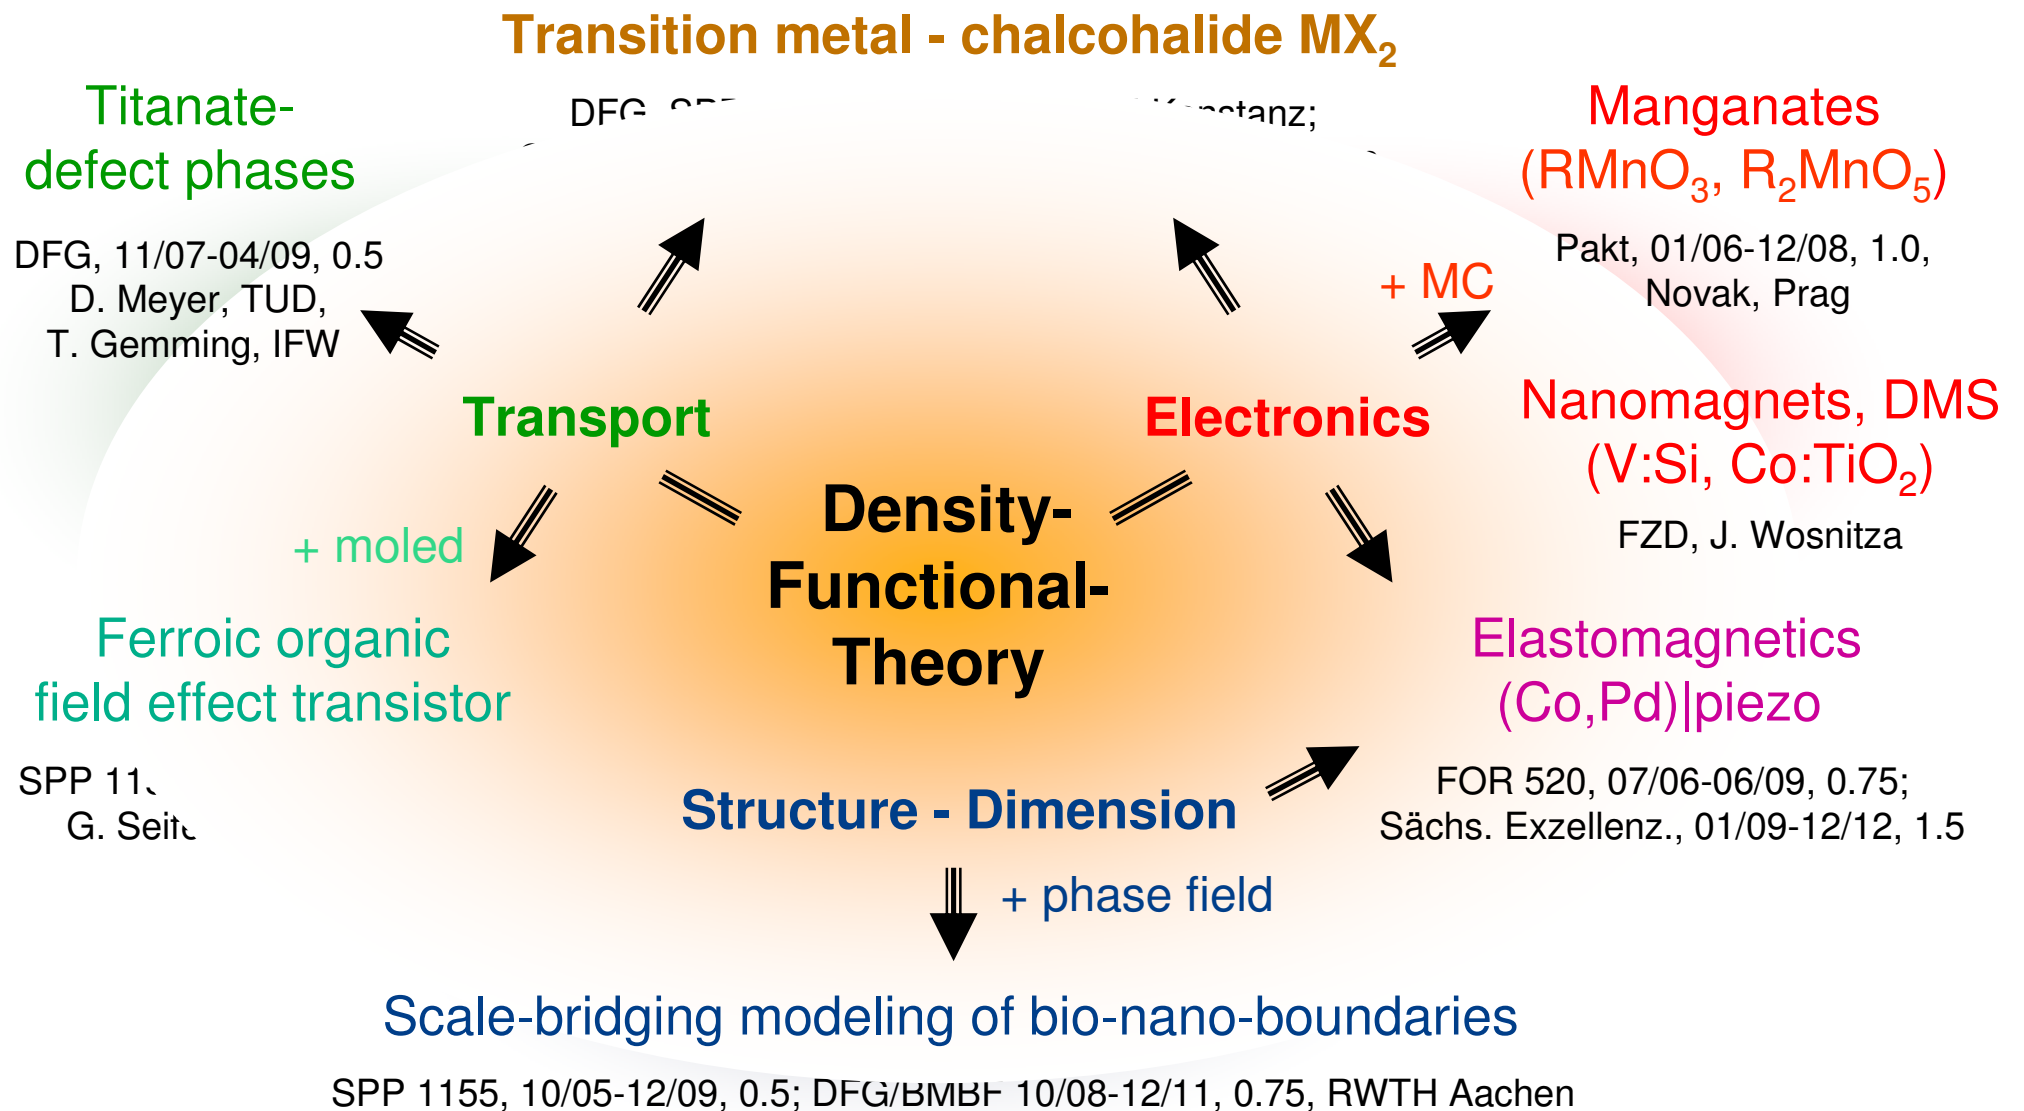 Transition metal - chalcohalide MX₂
DFG,
Titanate-
defect phases
DFG, 11/07-04/09, 0.5
D. Meyer, TUD,
T. Gemming, IFW
Manganates
(RMnO₃, R₂MnO₅)
Pakt, 01/06-12/08, 1.0,
Novak, Prag
+ MC
Transport
Electronics
Nanomagnets, DMS
(V:Si, Co:TiO₂)
FZD, J. Wosnitza
Density-
Functional-
Theory
+ moled
Ferroic organic
field effect transistor
SPP
G.
Elastomagnetics
(Co,Pd)|piezo
FOR 520, 07/06-06/09, 0.75;
Sächs. Exzellenz., 01/09-12/12, 1.5
Structure - Dimension
+ phase field
Scale-bridging modeling of bio-nano-boundaries
SPP 1155, 10/05-12/09, 0.5; DFG/BMBF 10/08-12/11, 0.75, RWTH Aachen